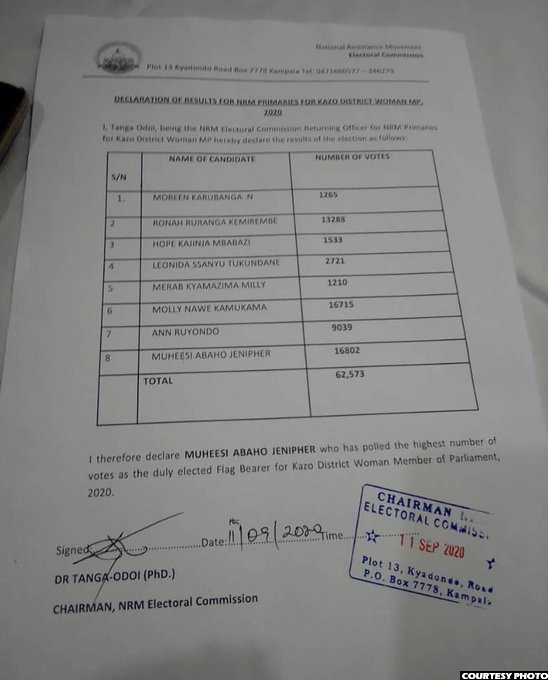 National Resistance Movement
Electoral Commission
Plot 13 Kyadondo Road Box 7778 Kampala Tel: 0471660577 – 346279
DECLARATION OF RESULTS FOR NRM PRIMARIES FOR KAZO DISTRICT WOMAN MP,
2020
I, Tanga Odoi, being the NRM Electoral Commission Returning Officer for NRM Primaries
for Kazo District Woman MP hereby declare the results of the election as follows:
S/N NAME OF CANDIDATE NUMBER OF VOTES
1. MOREEN KARUBANGA .N 1265
2 RONAH RURANGA KEMIREMBE 13288
3 HOPE KAJINJA MBABAZI 1533
4 LEONIDA SSANYU TUKUNDANE 2721
5 MERAB KYAMAZIMA MILLY 1210
6 MOLLY NAWE KAMUKAMA 16715
7 ANN RUYONDO 9039
8 MUHEESI ABAHO JENIPHER 16802
TOTAL 62,573
I therefore declare MUHEESI ABAHO JENIPHER who has polled the highest number of
votes as the duly elected Flag Bearer for Kazo District Woman Member of Parliament,
2020.
Signed..........Date: 11/09/2020 Time..........
DR TANGA-ODOI (PhD.)
CHAIRMAN, NRM Electoral Commission
CHAIRMAN
ELECTORAL COMMISS.
11 SEP 2020
Plot 13, Kyadondo, Road
P.O. Box 7778, Kampala
COURTESY PHOTO